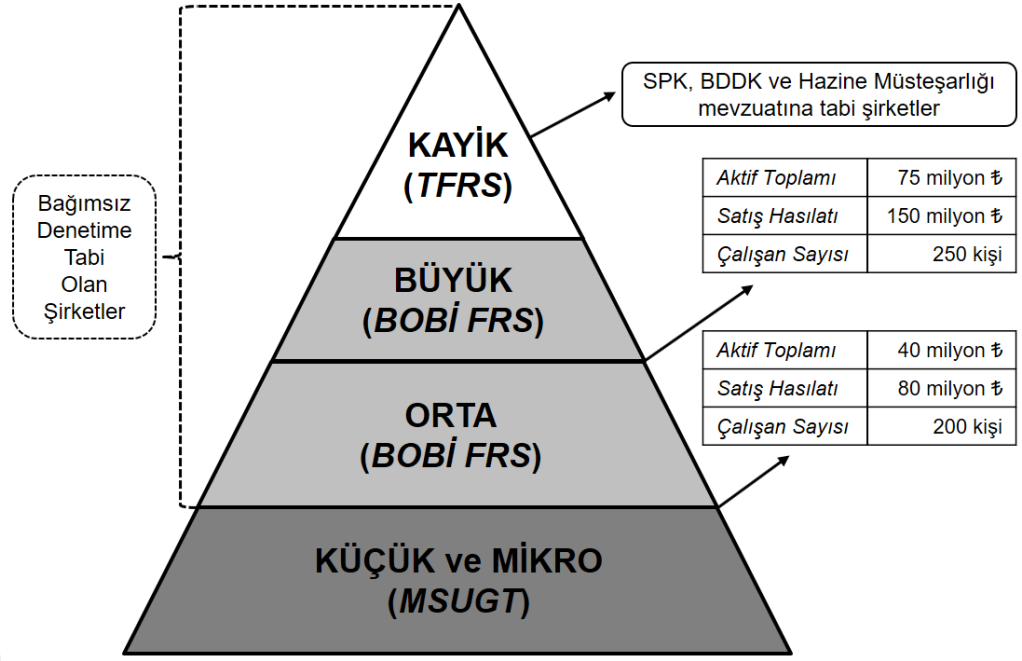 SPK, BDDK ve Hazine Müsteşarlığı
mevzuatına tabi şirketler
KAYİK
(TFRS)
Aktif Toplamı 75 milyon ₺
Satış Hasılatı 150 milyon ₺
Çalışan Sayısı 250 kişi
Bağımsız
Denetime
Tabi
Olan
Şirketler
BÜYÜK
(BOBİ FRS)
Aktif Toplamı 40 milyon ₺
Satış Hasılatı 80 milyon ₺
Çalışan Sayısı 200 kişi
ORTA
(BOBİ FRS)
KÜÇÜK ve MİKRO
(MSUGT)